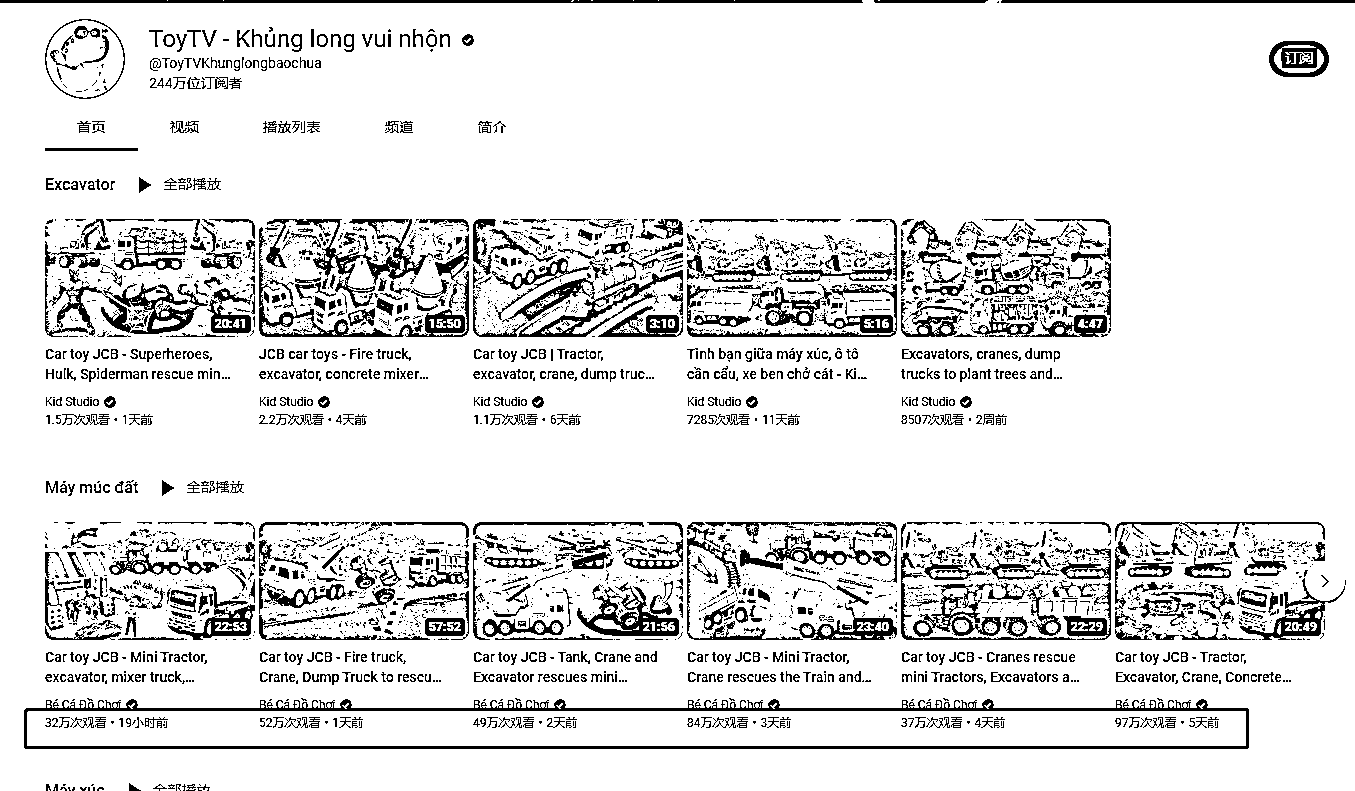 ToyTV - Khủng long vui nhộn
@ToyTVKhunglongbaochua
244万位订阅者
订阅
首页 视频 播放列表 频道 简介
Excavator 全部播放
20:41 15:50 3:10 5:16 4:47
Car toy JCB - Superheroes, JCB car toys - Fire truck, Car toy JCB | Tractor, Tình bạn giữa máy xúc, ô tô Excavators, cranes, dump
Hulk, Spiderman rescue min... excavator, concrete mixer... excavator, crane, dump truc... cần cẩu, xe ben chở cát - Ki... trucks to plant trees and...
Kid Studio Kid Studio Kid Studio Kid Studio Kid Studio
1.5万次观看・1天前 2.2万次观看・4天前 1.1万次观看・6天前 7285次观看・11天前 8507次观看・2周前
Máy múc đất 全部播放
22:53 57:52 21:56 23:40 22:29 20:49
Car toy JCB - Mini Tractor, Car toy JCB - Fire truck, Car toy JCB - Tank, Crane and Car toy JCB - Mini Tractor, Car toy JCB - Cranes rescue Car toy JCB - Tractor,
excavator, mixer truck,... Crane, Dump Truck to rescu... Excavator rescues mini... Crane rescues the Train and... mini Tractors, Excavators a... Excavator, Crane, Concrete...
Bé Cá Đồ Chơi Bé Cá Đồ Chơi Bé Cá Đồ Chơi Bé Cá Đồ Chơi Bé Cá Đồ Chơi Bé Cá Đồ Chơi
32万次观看・19小时前 52万次观看・1天前 49万次观看・2天前 84万次观看・3天前 37万次观看・4天前 97万次观看・5天前
Máy xúc 全部播放